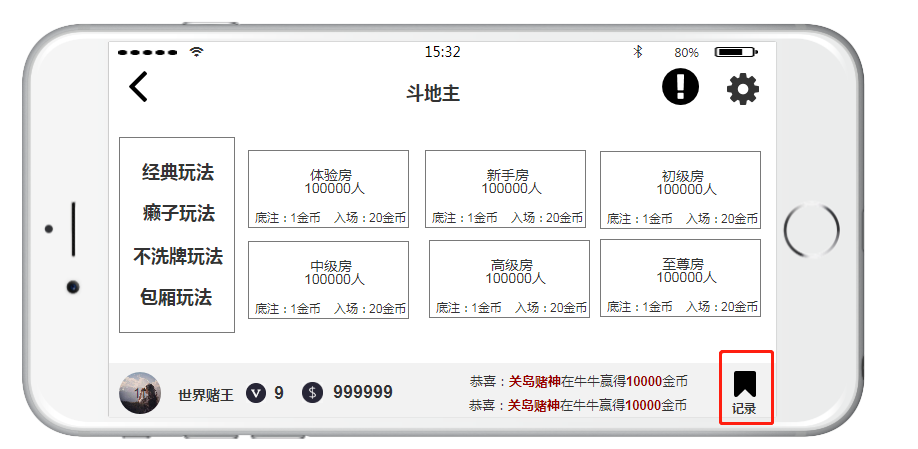 15:32
80%
斗地主
经典玩法
癞子玩法
不洗牌玩法
包厢玩法
体验房
100000人
底注：1金币 入场：20金币
新手房
100000人
底注：1金币 入场：20金币
初级房
100000人
底注：1金币 入场：20金币
中级房
100000人
底注：1金币 入场：20金币
高级房
100000人
底注：1金币 入场：20金币
至尊房
100000人
底注：1金币 入场：20金币
世界赌王 V 9 $ 999999
恭喜：关岛赌神在牛牛赢得10000金币
恭喜：关岛赌神在牛牛赢得10000金币
记录